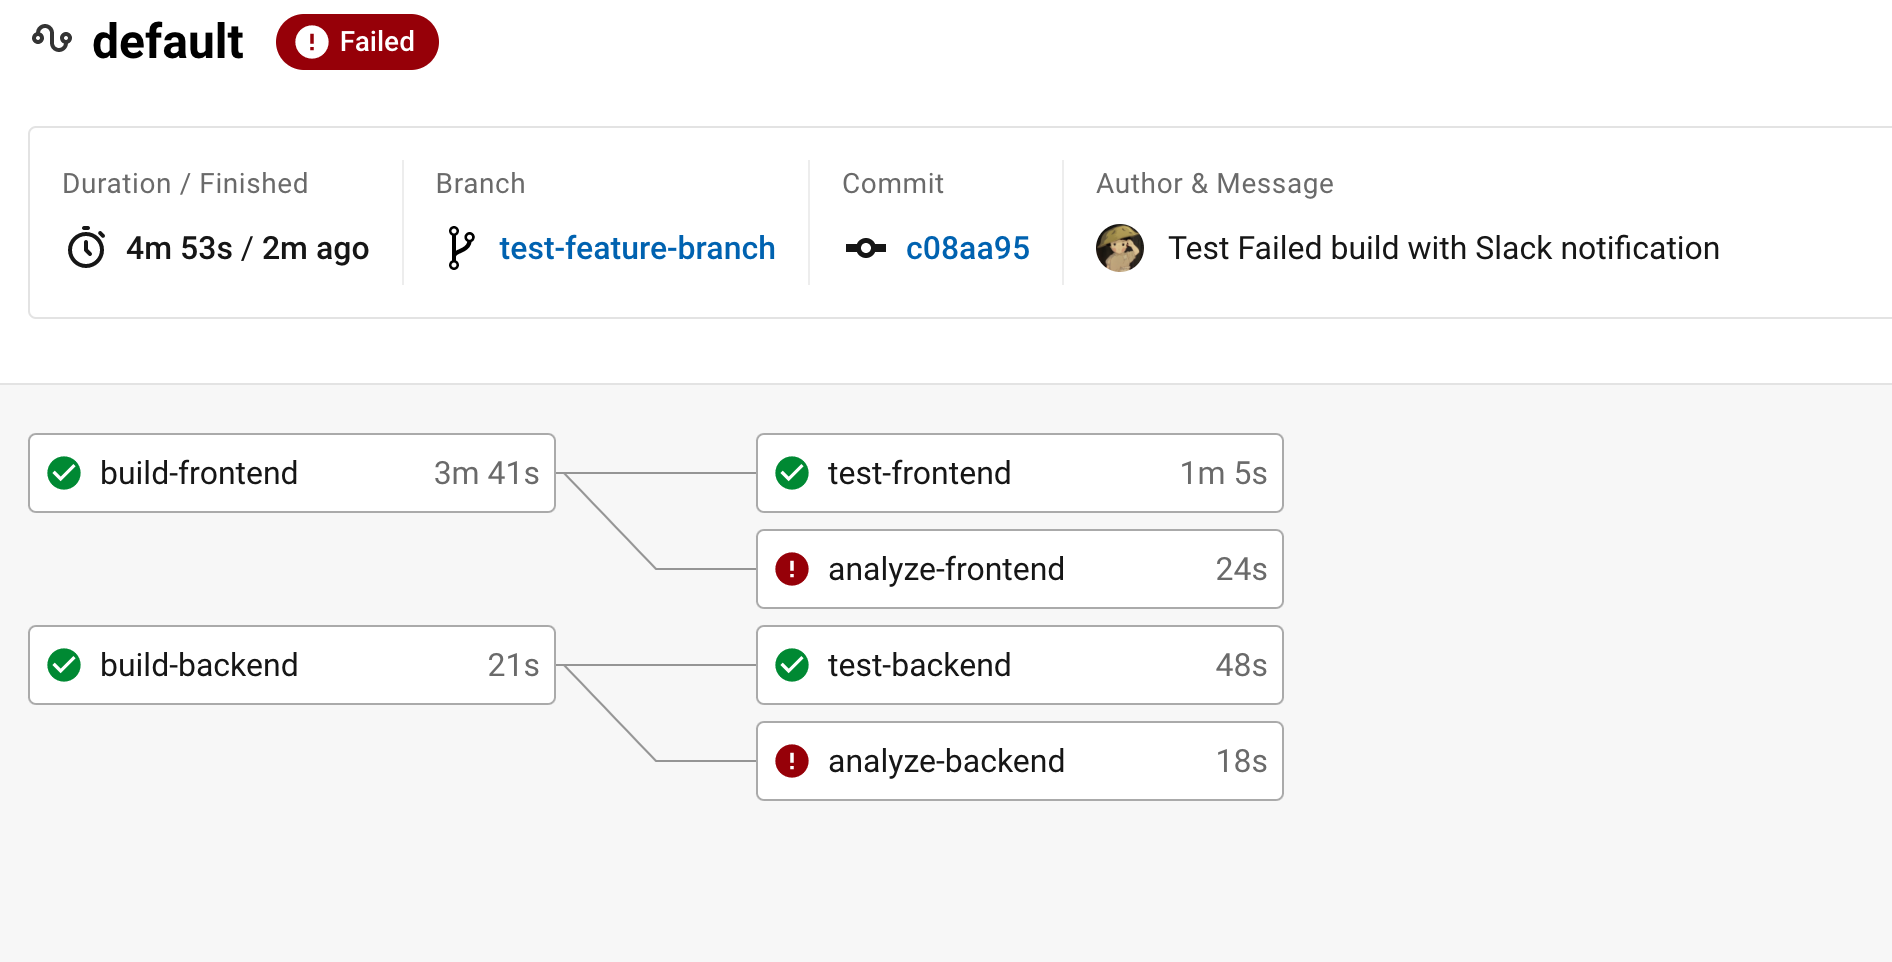 default
Failed
Duration / Finished
4m 53s / 2m ago
Branch
test-feature-branch
Commit
c08aa95
Author & Message
Test Failed build with Slack notification
build-frontend 3m 41s
test-frontend 1m 5s
analyze-frontend 24s
build-backend 21s
test-backend 48s
analyze-backend 18s